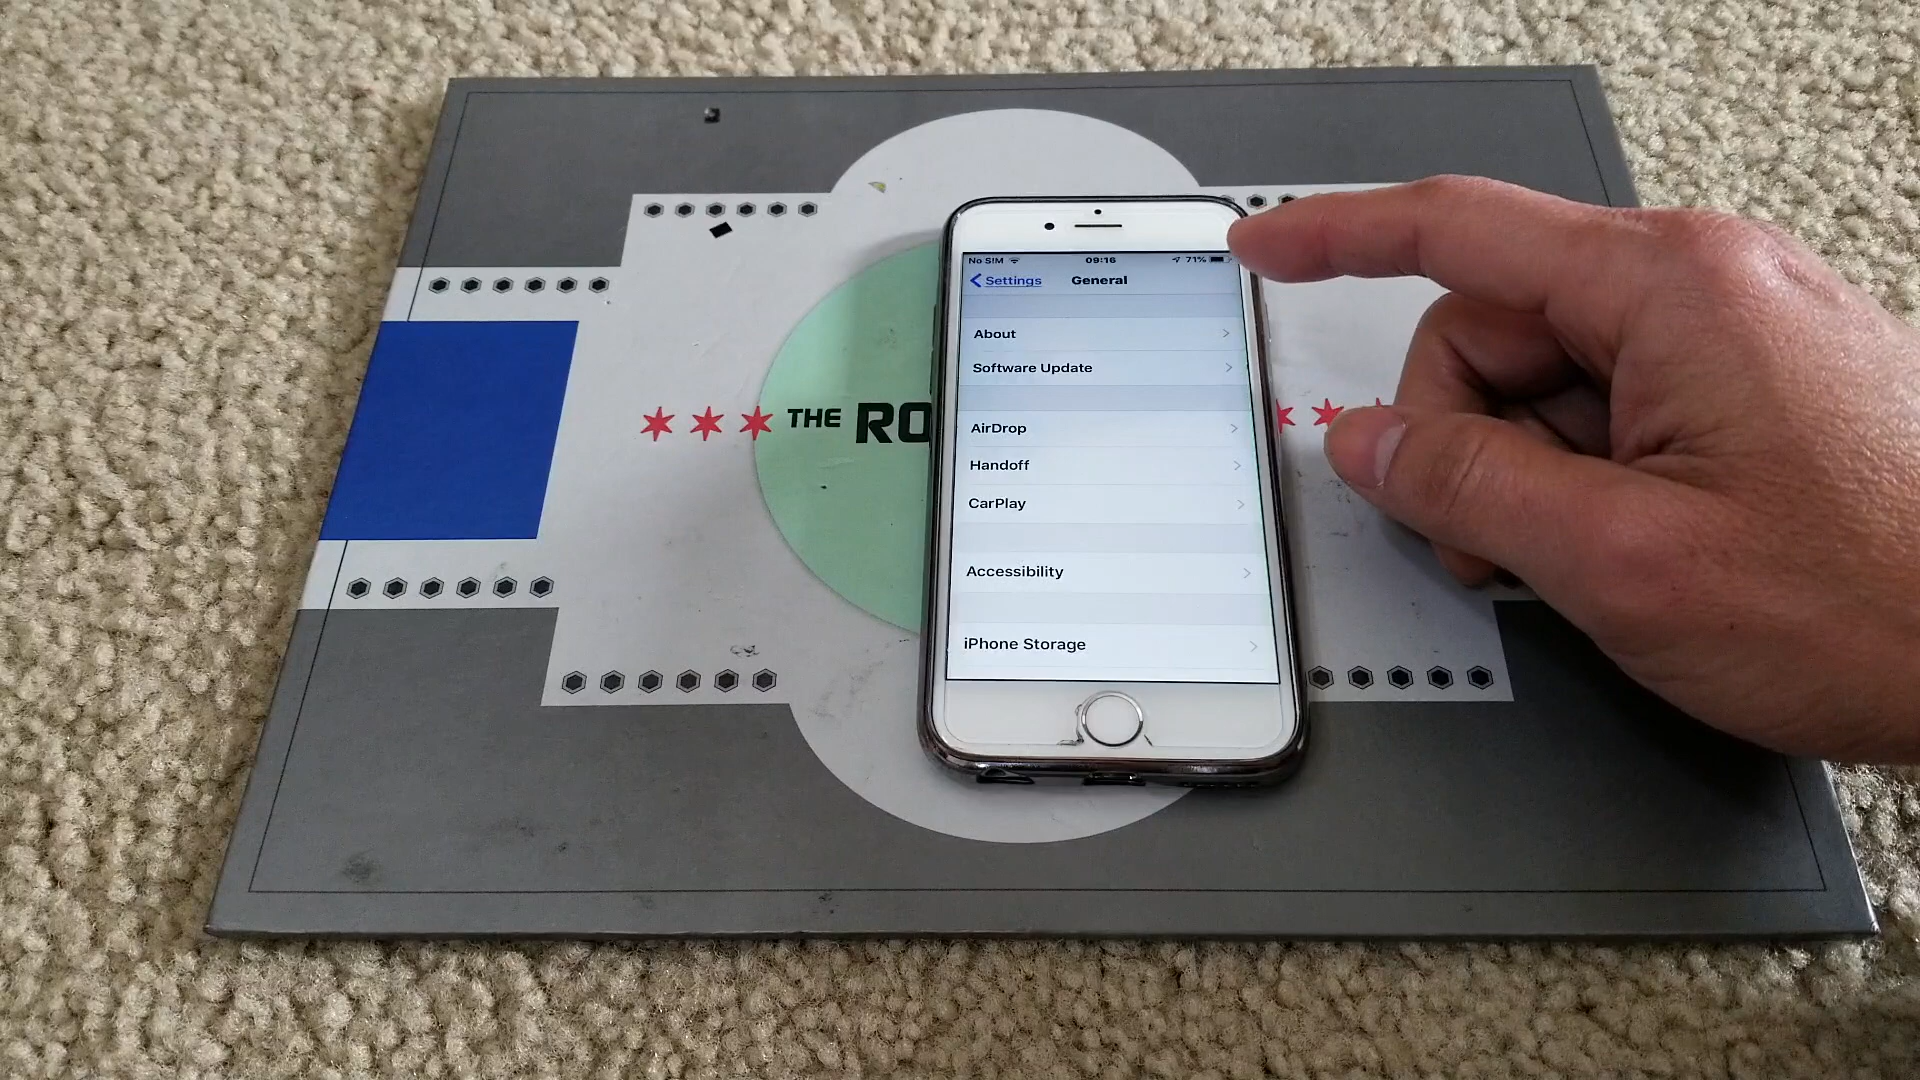 No SIM 09:16 71%
Settings General
About
Software Update
AirDrop
THE RO
Handoff
CarPlay
Accessibility
iPhone Storage